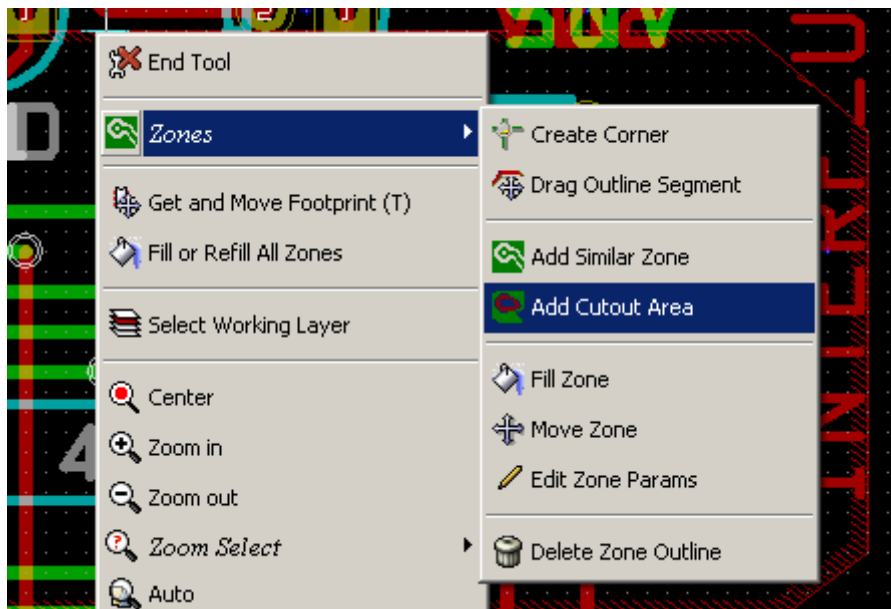 End Tool
Zones
Get and Move Footprint (T)
Fill or Refill All Zones
Select Working Layer
Center
Zoom in
Zoom out
Zoom Select
Auto
Create Corner
Drag Outline Segment
Add Similar Zone
Add Cutout Area
Fill Zone
Move Zone
Edit Zone Params
Delete Zone Outline